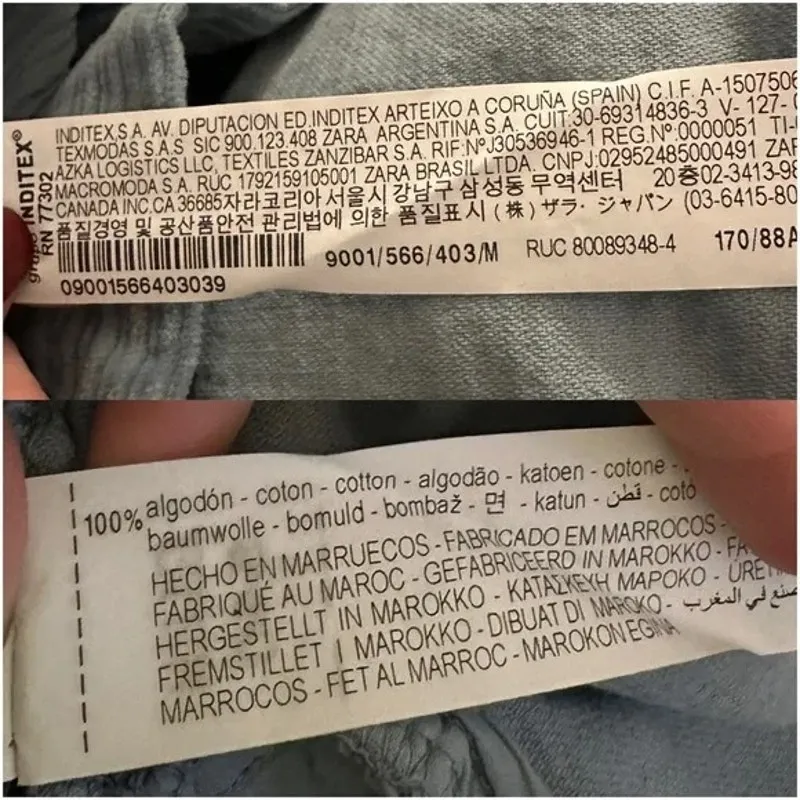 grupo INDITEX®
RN 77302
INDITEX,S A. AV. DIPUTACION ED.INDITEX ARTEIXO A CORUÑA (SPAIN) C.I.F. A-1507506
TEXMODAS S.A.S SIC 900.123.408 ZARA ARGENTINA S.A. CUIT:30-69314836-3 V- 127-
AZKA LOGISTICS LLC, TEXTILES ZANZIBAR S.A. RIF:NºJ30536946-1 REG.Nº:0000051 TI-
MACROMODA S.A. RUC 1792159105001 ZARA BRASIL LTDA. CNPJ:02952485000491 ZAR
CANADA INC.CA 36685자라코리아 서울시 강남구 삼성동 무역센터 20층02-3413-98
품질경영 및 공산품안전 관리법에 의한 품질표시 (株) ザラ・ジャパン (03-6415-80
9001/566/403/M RUC 80089348-4 170/88A
09001566403039
100% algodón - coton - cotton - algodão - katoen - cotone -
baumwolle - bomuld - bombaž - 면 - katun - قطن - coto
HECHO EN MARRUECOS - FABRICADO EM MARROCOS -
FABRIQUÉ AU MAROC - GEFABRICEERD IN MAROKKO -
HERGESTELLT IN MAROKKO - ΚΑΤΑΣΚΕΥΗ ΜΑΡΟΚΟ - ÜRET
FREMSTILLET I MAROKKO - DIBUAT DI MAROKO - صنع في المغرب
MARROCOS - FET AL MARROC - MAROKON EGINA